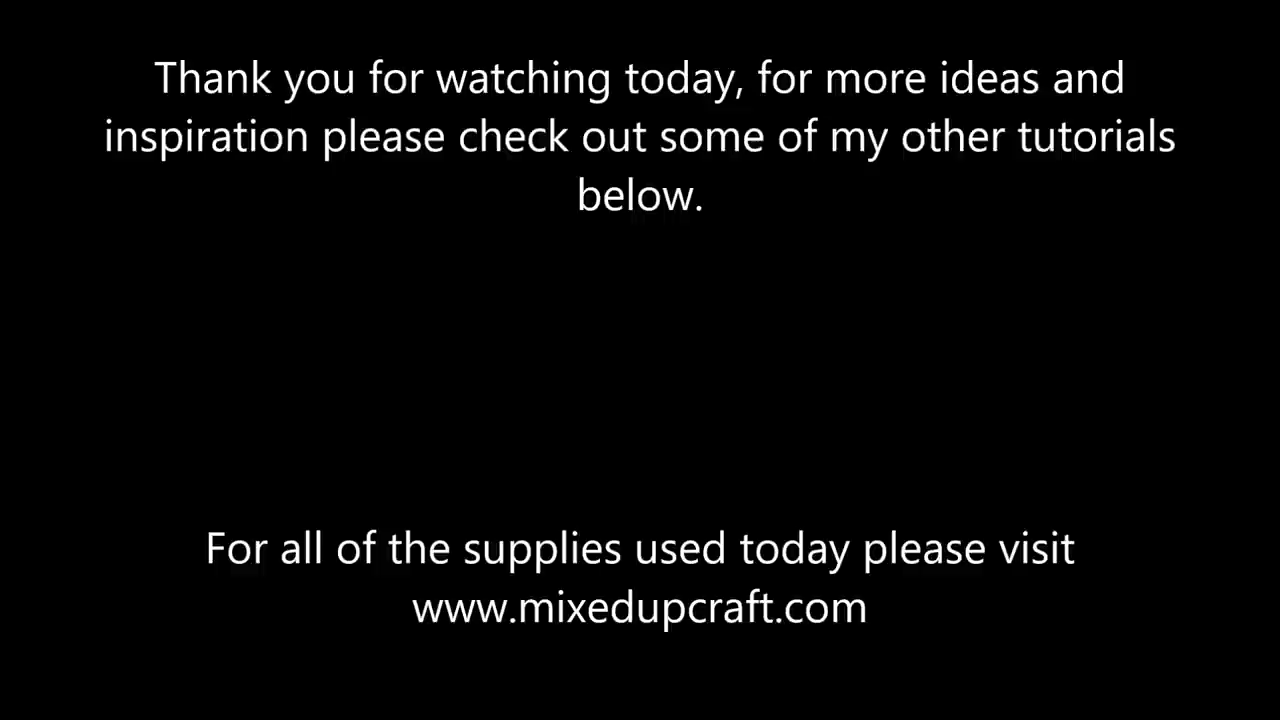 Thank you for watching today, for more ideas and
inspiration please check out some of my other tutorials
below.
For all of the supplies used today please visit
www.mixedupcraft.com